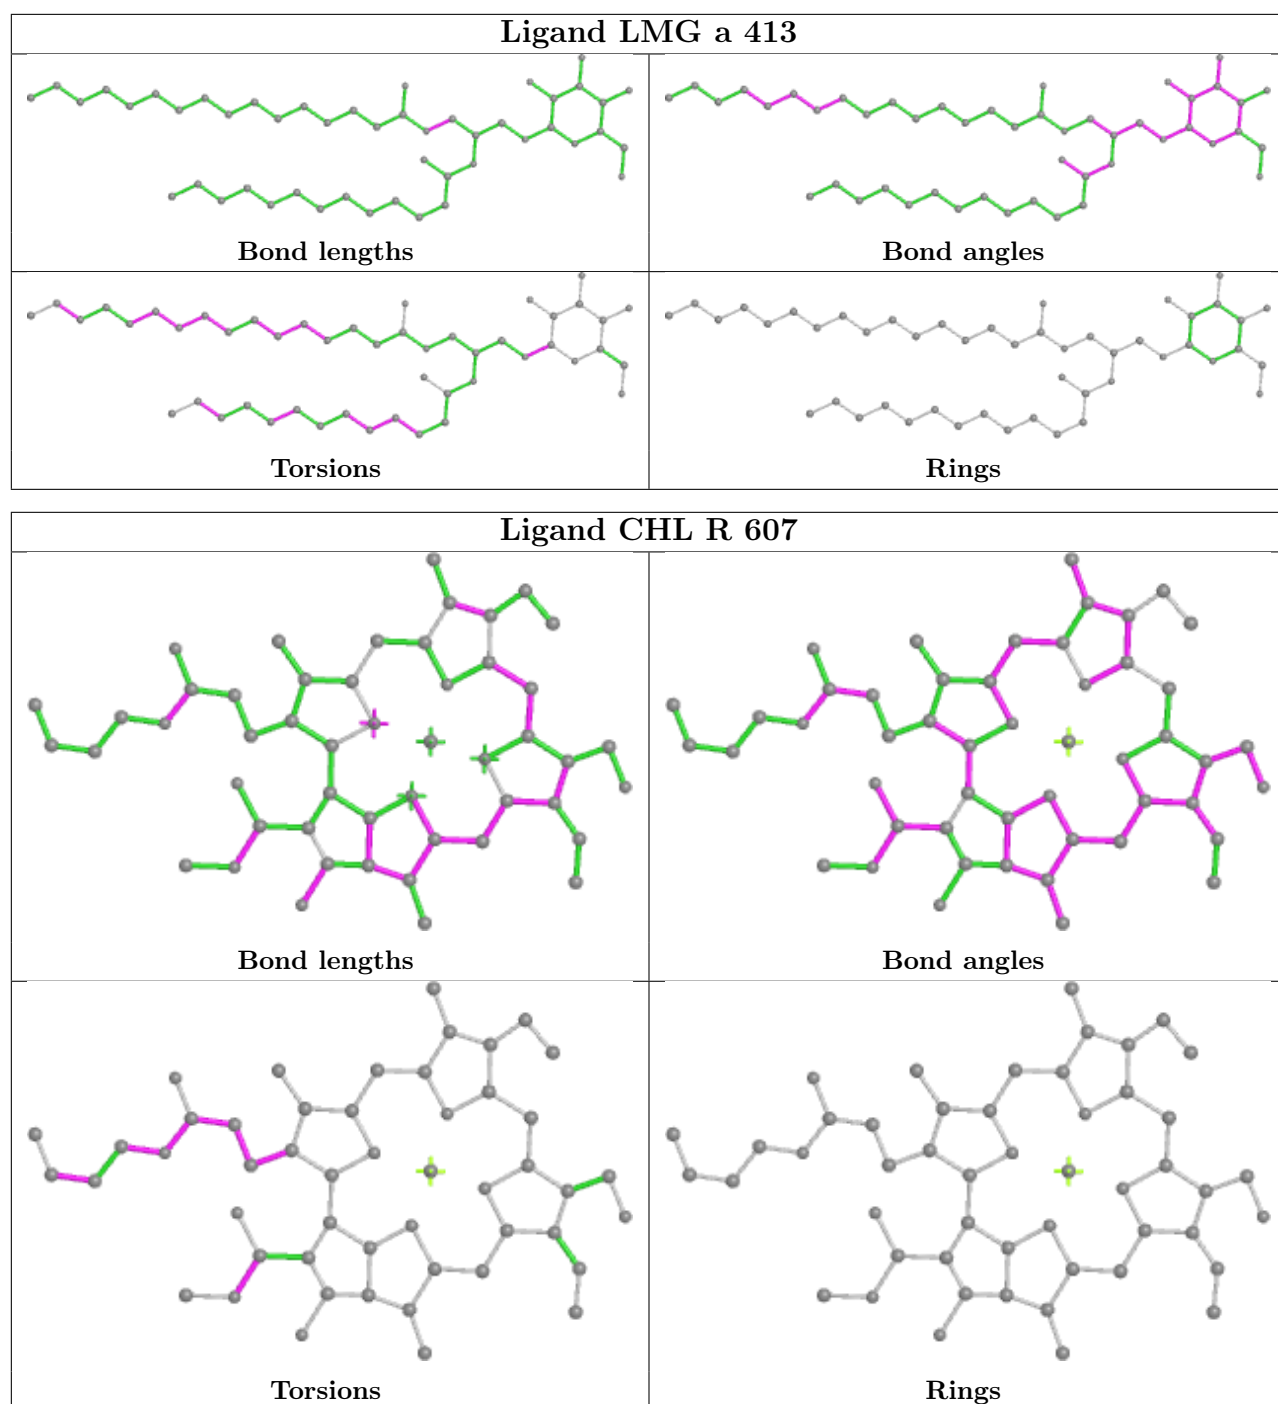 Ligand LMG a 413
Bond lengths
Bond angles
Torsions
Rings
Ligand CHL R 607
Bond lengths
Bond angles
Torsions
Rings